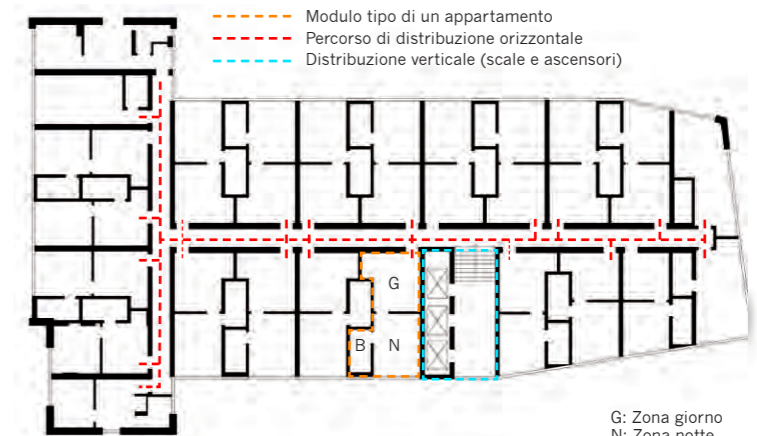 Modulo tipo di un appartamento
Percorso di distribuzione orizzontale
Distribuzione verticale (scale e ascensori)
G
B N
G: Zona giorno
N: Zona notte